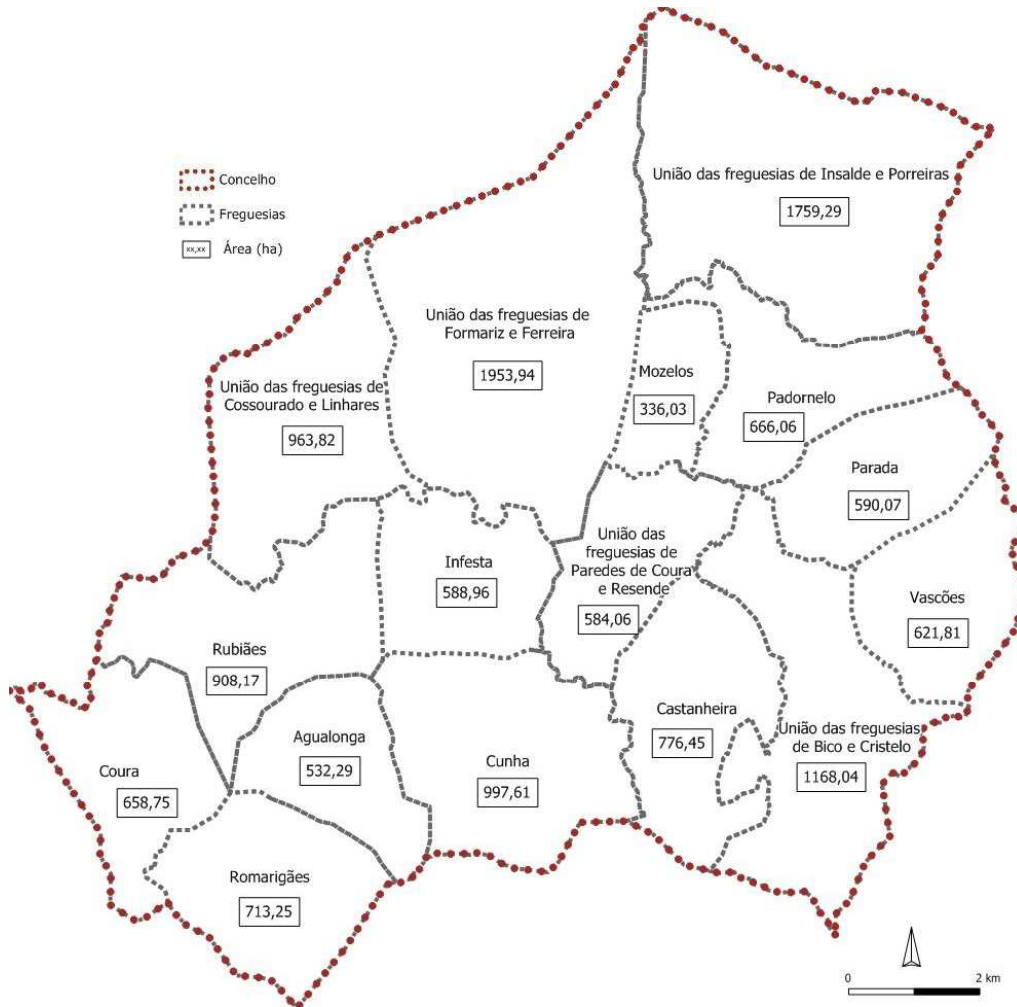 União das freguesias de Insalde e Porreiras
1759,29
Concelho
Freguesias
xx,xx
Área (ha)
União das freguesias de
Formariz e Ferreira
1953,94
Mozelos
336,03
União das freguesias de
Cossourado e Linhares
963,82
Padornelo
666,06
Parada
590,07
União das
freguesias de
Paredes de Coura
e Resende
584,06
Infesta
588,96
Vascões
621,81
Rubiães
908,17
Castanheira
776,45
União das freguesias
de Bico e Cristelo
1168,04
Agualonga
532,29
Cunha
997,61
Coura
658,75
Romarigães
713,25
0
2 km